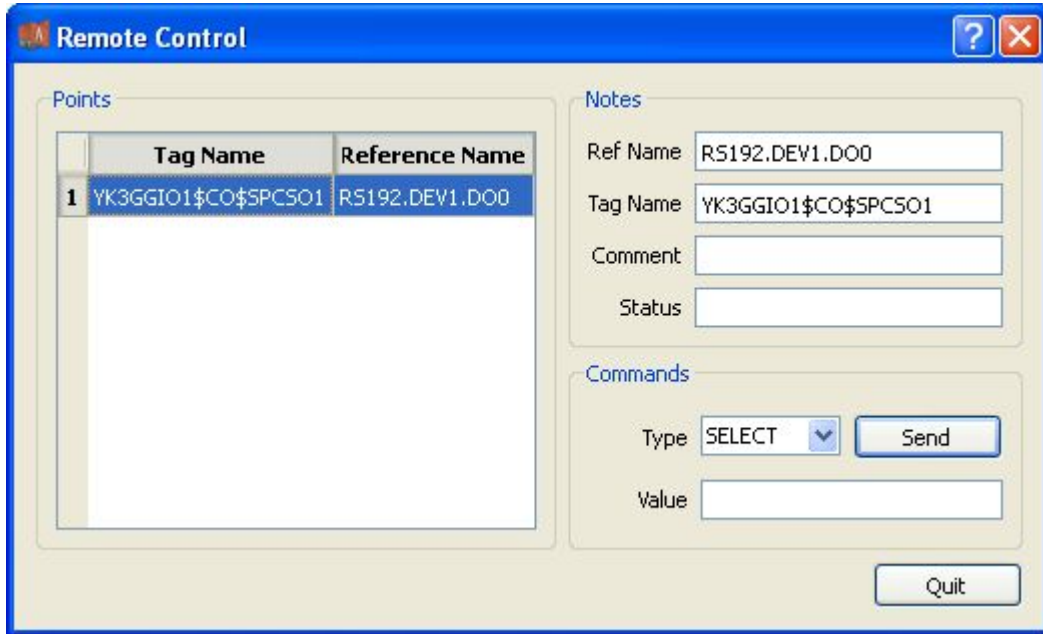 Remote Control
Points
Tag Name Reference Name
1 YK3GGIO1$CO$SPCSO1 RS192.DEV1.DO0
Notes
Ref Name RS192.DEV1.DO0
Tag Name YK3GGIO1$CO$SPCSO1
Comment
Status
Commands
Type SELECT Send
Value
Quit